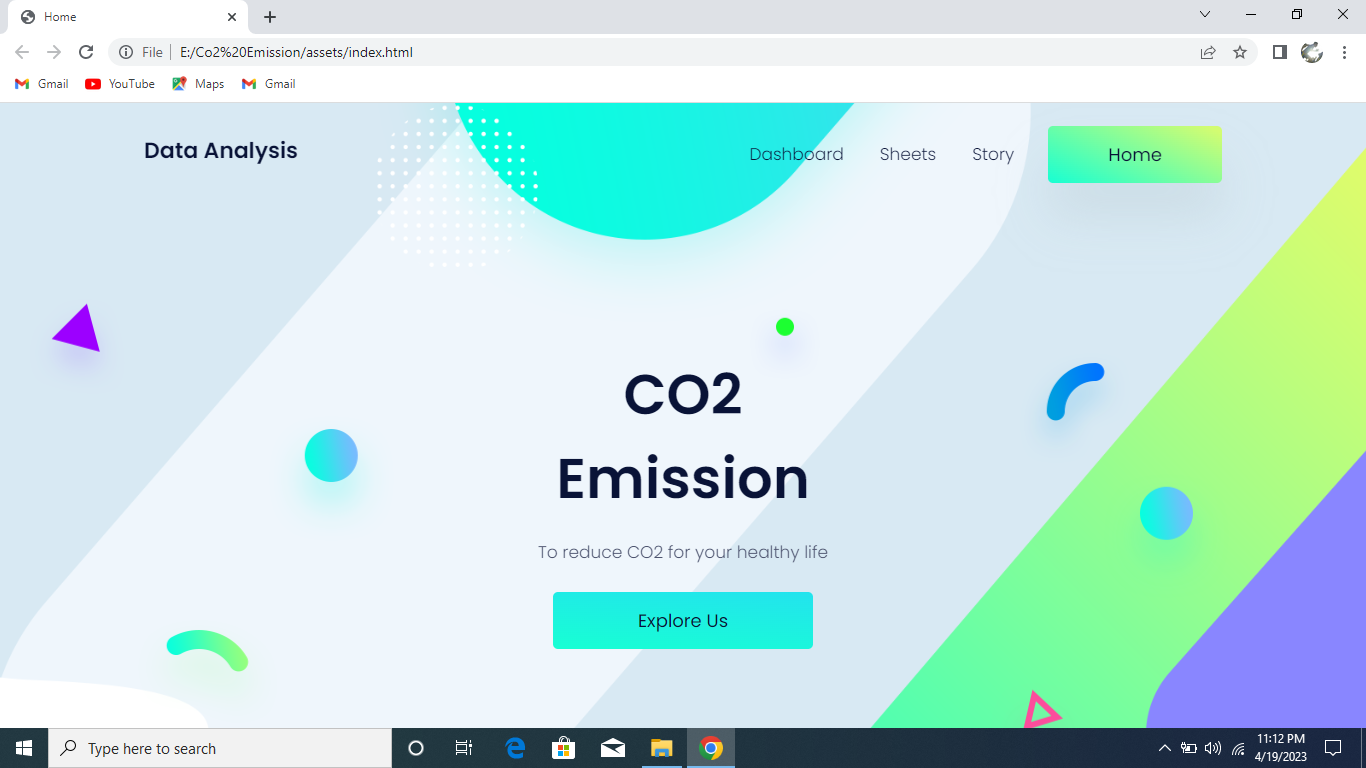 Home
File
E:/Co2%20Emission/assets/index.html
Gmail
YouTube
Maps
Gmail
Data Analysis
Dashboard
Sheets
Story
Home
CO2
Emission
To reduce CO2 for your healthy life
Explore Us
Type here to search
11:12 PM
4/19/2023